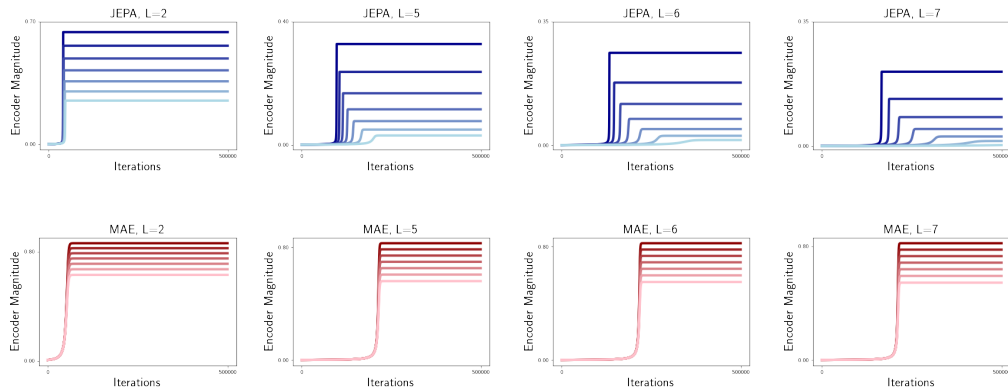 JEPA, L=2
0.70
Encoder Magnitude
0.00
0
500000
Iterations
JEPA, L=5
0.40
Encoder Magnitude
0.00
0
500000
Iterations
JEPA, L=6
0.35
Encoder Magnitude
0.00
0
500000
Iterations
JEPA, L=7
0.35
Encoder Magnitude
0.00
0
50000
Iterations
MAE, L=2
0.80
Encoder Magnitude
0.00
0
500000
Iterations
MAE, L=5
0.80
Encoder Magnitude
0.00
0
500000
Iterations
MAE, L=6
0.80
Encoder Magnitude
0.00
0
500000
Iterations
MAE, L=7
0.80
Encoder Magnitude
0.00
0
50000
Iterations